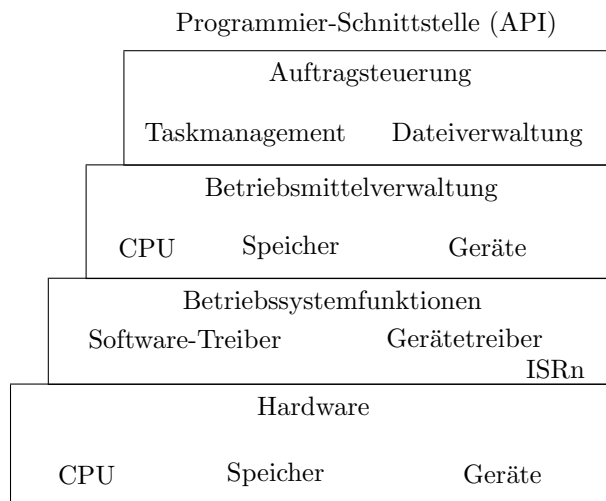 Programmier-Schnittstelle (API)
Auftragsteuerung
Taskmanagement Dateiverwaltung
Betriebsmittelverwaltung
CPU Speicher Geräte
Betriebssystemfunktionen
Software-Treiber Gerätetreiber
ISRn
Hardware
CPU Speicher Geräte